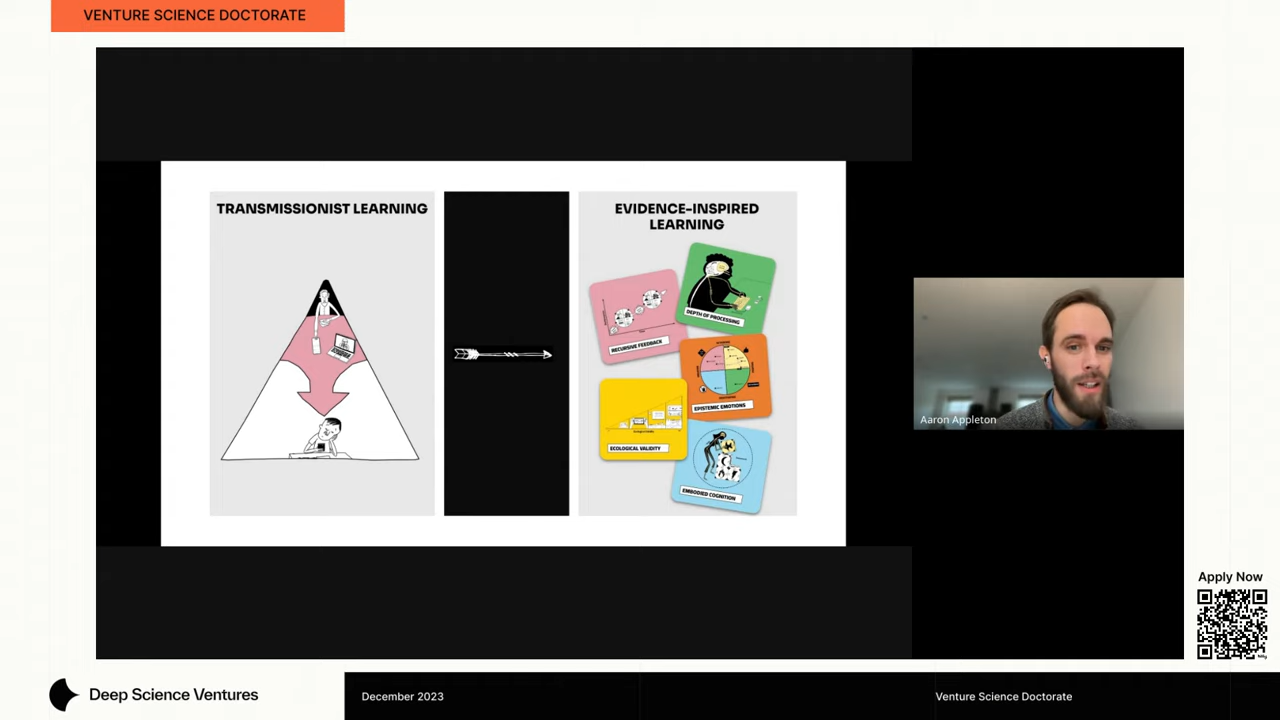 VENTURE SCIENCE DOCTORATE
TRANSMISSIONIST LEARNING
EVIDENCE-INSPIRED
LEARNING
DEPTH OF PROCESSING
RECURSIVE FEEDBACK
EPISTEMIC EMOTIONS
ECOLOGICAL VALIDITY
EMBODIED COGNITION
Aaron Appleton
Apply Now
Deep Science Ventures
December 2023
Venture Science Doctorate